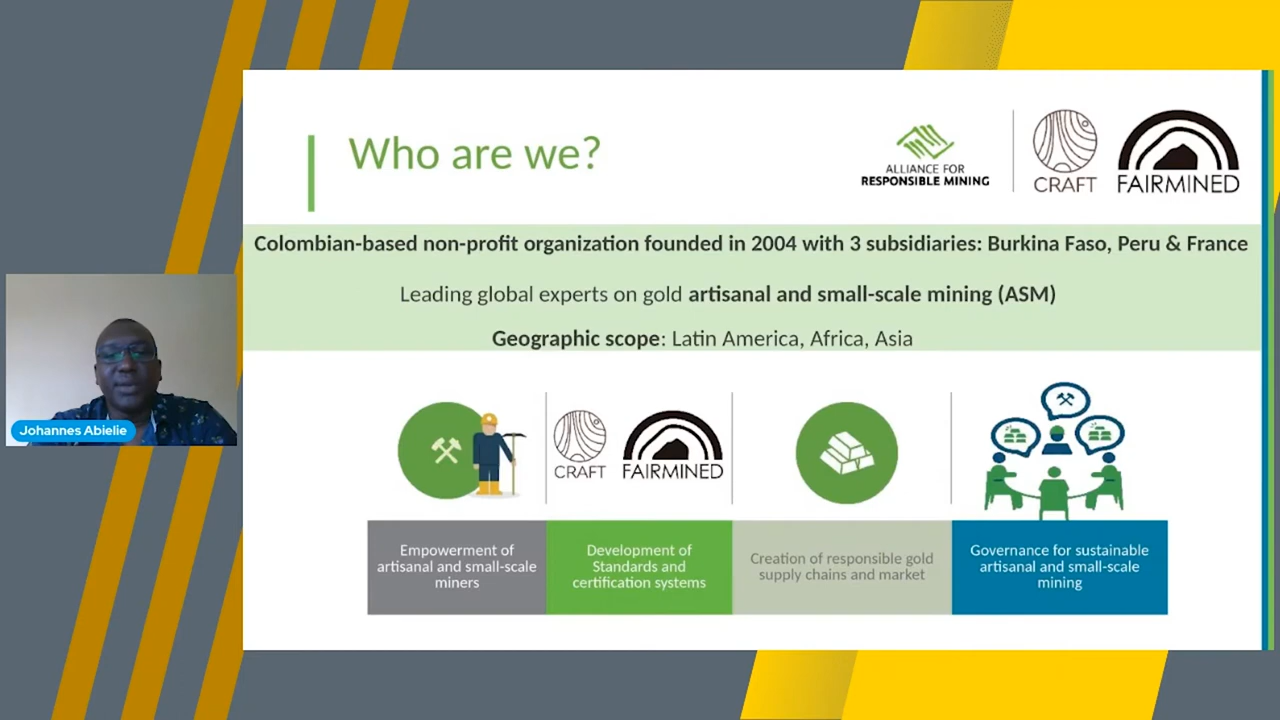 Who are we?
ALLIANCE FOR
RESPONSIBLE MINING
CRAFT
FAIRMINED
Colombian-based non-profit organization founded in 2004 with 3 subsidiaries: Burkina Faso, Peru & France
Leading global experts on gold artisanal and small-scale mining (ASM)
Geographic scope: Latin America, Africa, Asia
Johannes Abielie
CRAFT
FAIRMINED
Empowerment of
artisanal and small-scale
miners
Development of
Standards and
certification systems
Creation of responsible gold
supply chains and market
Governance for sustainable
artisanal and small-scale
mining